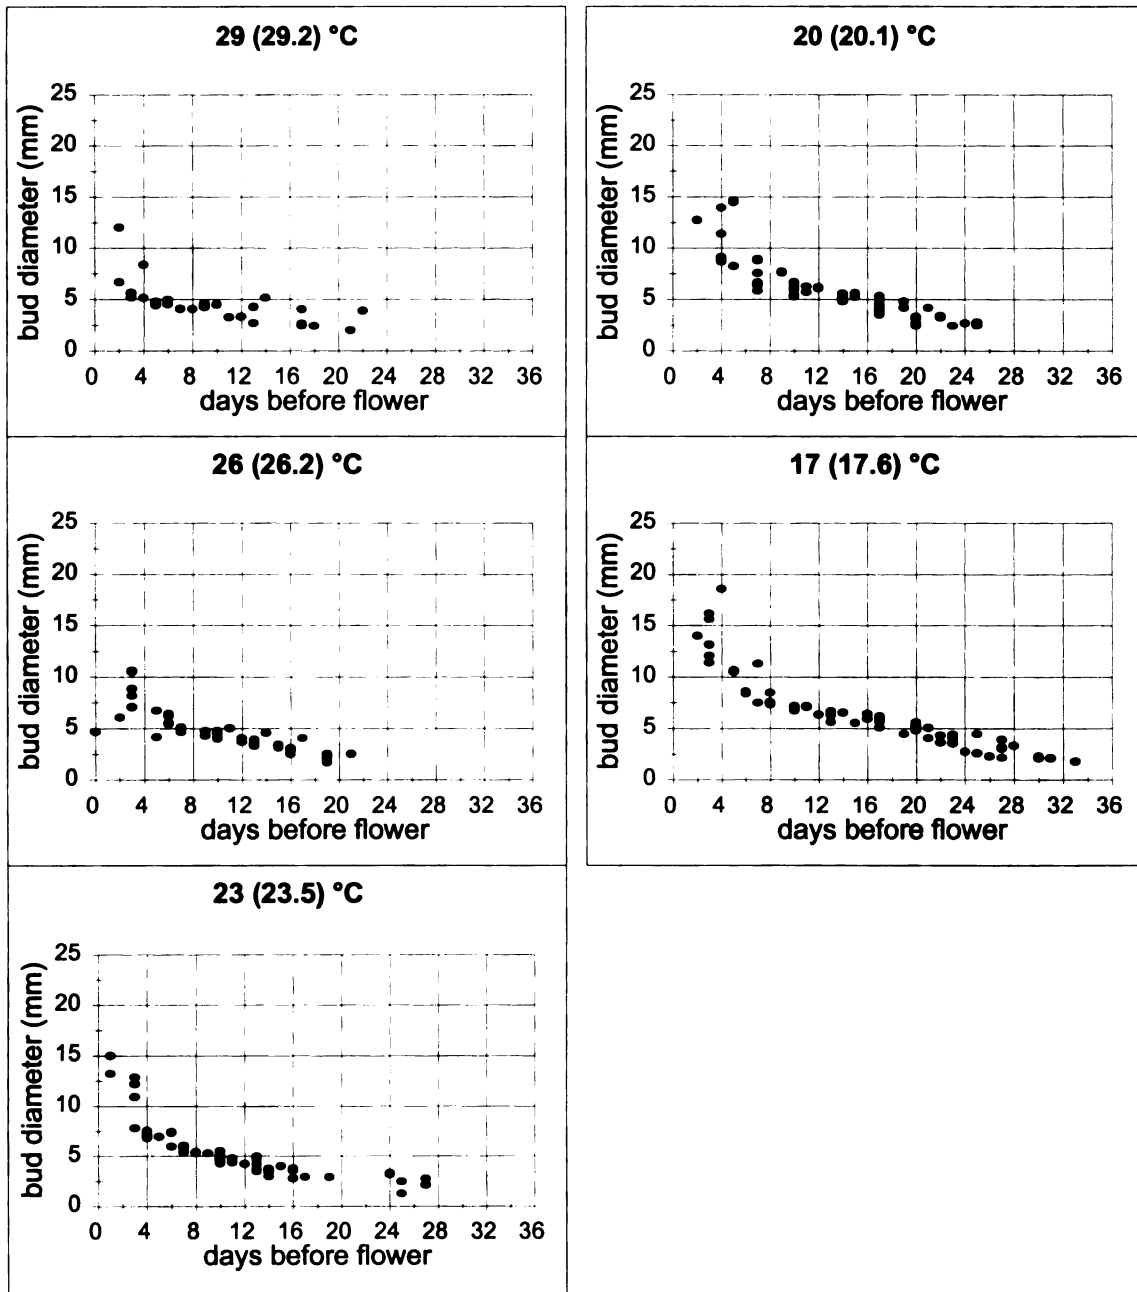 29 (29.2) °C
25
20
15
10
5
0
bud diameter (mm)
0 4 8 12 16 20 24 28 32 36
days before flower
20 (20.1) °C
25
20
15
10
5
0
bud diameter (mm)
0 4 8 12 16 20 24 28 32 36
days before flower
26 (26.2) °C
25
20
15
10
5
0
bud diameter (mm)
0 4 8 12 16 20 24 28 32 36
days before flower
17 (17.6) °C
25
20
15
10
5
0
bud diameter (mm)
0 4 8 12 16 20 24 28 32 36
days before flower
23 (23.5) °C
25
20
15
10
5
0
bud diameter (mm)
0 4 8 12 16 20 24 28 32 36
days before flower